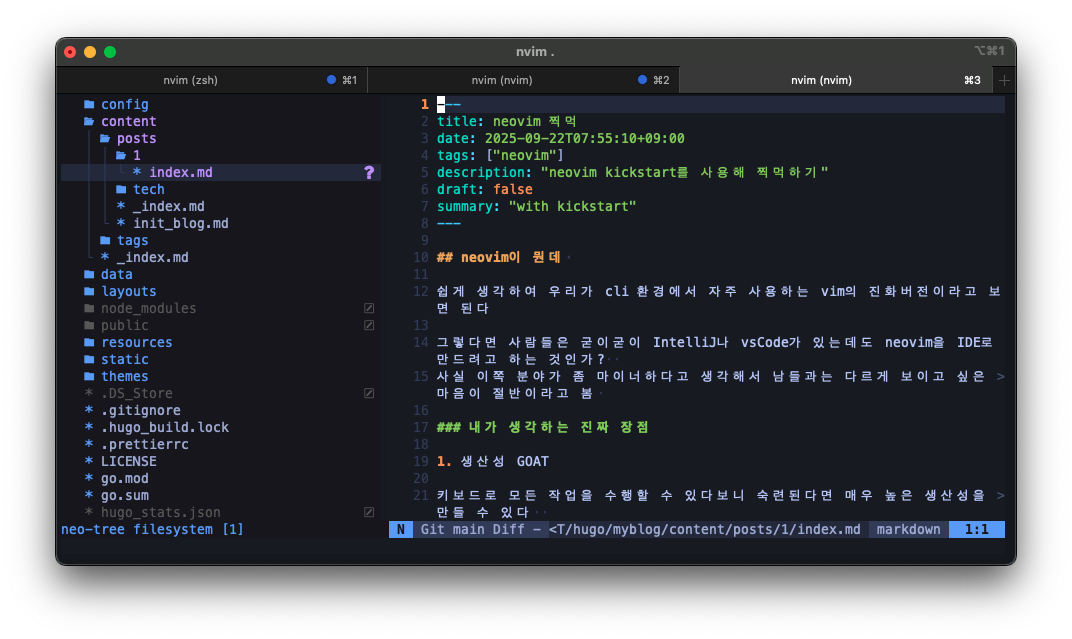 nvim .
⌥⌘1
nvim (zsh) ⌘1
nvim (nvim) ⌘2
nvim (nvim) ⌘3
+
config
content
posts
1
* index.md ?
tech
* _index.md
* init_blog.md
tags
* _index.md
data
layouts
node_modules
public
resources
static
themes
* .DS_Store
* .gitignore
* .hugo_build.lock
* .prettierrc
* LICENSE
* go.mod
* go.sum
* hugo_stats.json
neo-tree filesystem [1]
1 ---
2 title: neovim 찍먹
3 date: 2025-09-22T07:55:10+09:00
4 tags: ["neovim"]
5 description: "neovim kickstart를 사용해 찍먹하기"
6 draft: false
7 summary: "with kickstart"
8 ---
9
10 ## neovim이 뭔데
11
12 쉽게 생각하여 우리가 cli 환경에서 자주 사용하는 vim의 진화버전이라고 보
면 된다
13
14 그렇다면 사람들은 굳이굳이 IntelliJ나 vsCode가 있는데도 neovim을 IDE로
만드려고 하는 것인가?
15 사실 이쪽 분야가 좀 마이너하다고 생각해서 남들과는 다르게 보이고 싶은 >
마음이 절반이라고 봄
16
17 ### 내가 생각하는 진짜 장점
18
19 1. 생산성 GOAT
20
21 키보드로 모든 작업을 수행할 수 있다보니 숙련된다면 매우 높은 생산성을 >
만들 수 있다
N Git main Diff - <T/hugo/myblog/content/posts/1/index.md markdown 1:1